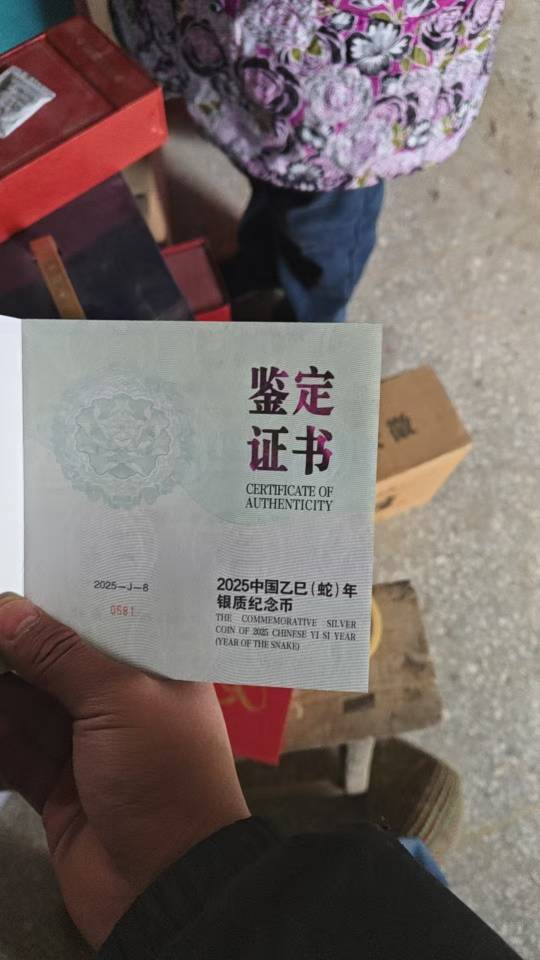 鉴定
证书
CERTIFICATE OF
AUTHENTICITY
2025—J—8
0581
2025中国乙巳(蛇)年
银质纪念币
THE COMMEMORATIVE SILVER
COIN OF 2025 CHINESE YI SI YEAR
(YEAR OF THE SNAKE)
徽